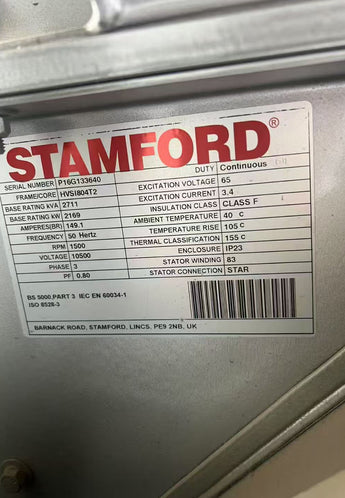 STAMFORD®
SERIAL NUMBER P16G133640
FRAME/CORE HVSI804T2
BASE RATING KVA 2711
BASE RATING KW 2169
AMPERES(BR) 149.1
FREQUENCY 50 Hertz
RPM 1500
VOLTAGE 10500
PHASE 3
PF 0.80
DUTY Continuous
EXCITATION VOLTAGE 65
EXCITATION CURRENT 3.4
INSULATION CLASS CLASS F
AMBIENT TEMPERATURE 40 C
TEMPERATURE RISE 105 C
THERMAL CLASSIFICATION 155 C
ENCLOSURE IP23
STATOR WINDING 83
STATOR CONNECTION STAR
BS 5000,PART 3 IEC EN 60034-1
ISO 8528-3
BARNACK ROAD, STAMFORD, LINCS, PE9 2NB, UK